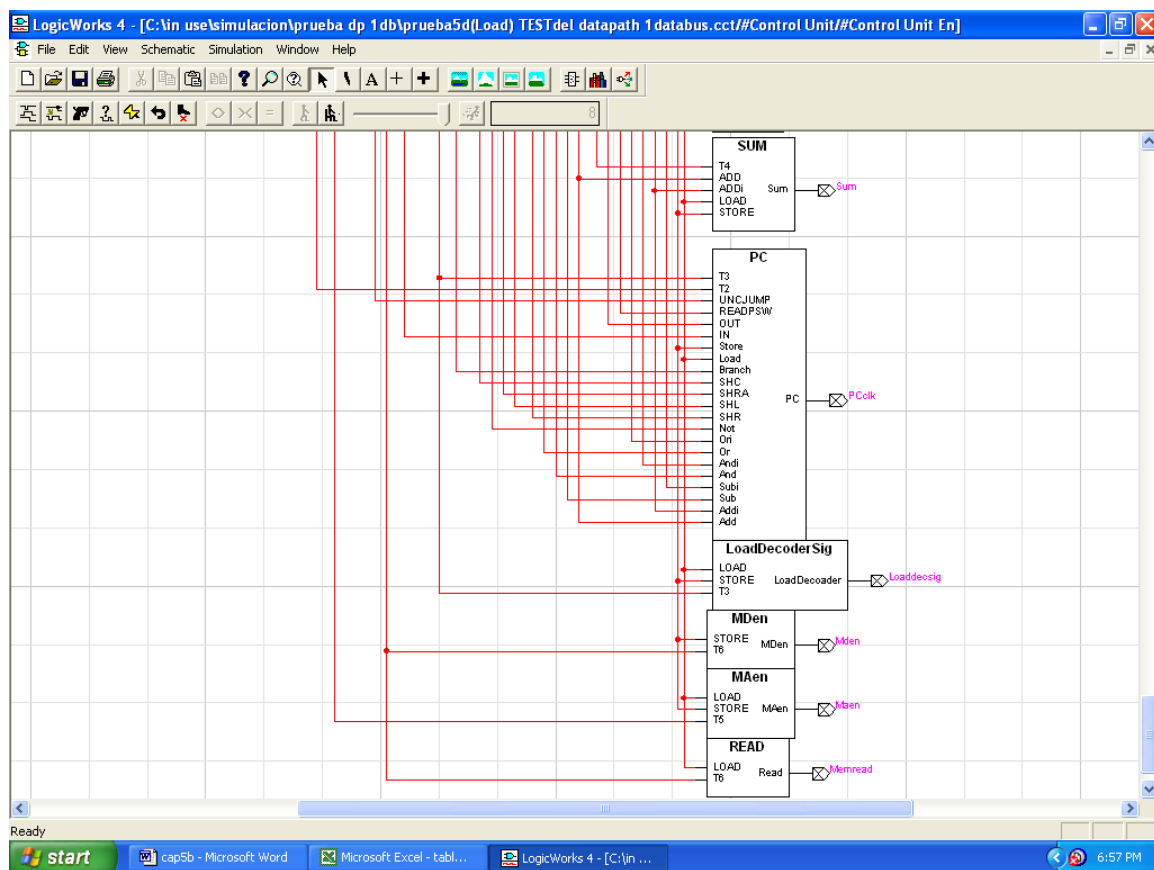 LogicWorks 4 - [C:\in use\simulacion\prueba dp 1db\prueba5d(Load) TESTdel datapath 1databus.cct/#Control Unit/#Control Unit En]
File Edit View Schematic Simulation Window Help
8
SUM
T4
ADD
ADDi Sum Sum
LOAD
STORE
PC
T3
T2
UNCJUMP
READPSW
OUT
IN
Store
Load
Branch
SHC
SHRA PC PCclk
SHL
SHR
Not
Ori
Or
Andi
And
Subi
Sub
Addi
Add
LoadDecoderSig
LOAD
STORE LoadDecoader Loaddecsig
T3
MDen
STORE MDen Mden
T6
MAen
LOAD
STORE MAen Maen
T5
READ
LOAD Read Memread
T6
Ready
start cap5b - Microsoft Word Microsoft Excel - tabl... LogicWorks 4 - [C:\in ... 6:57 PM